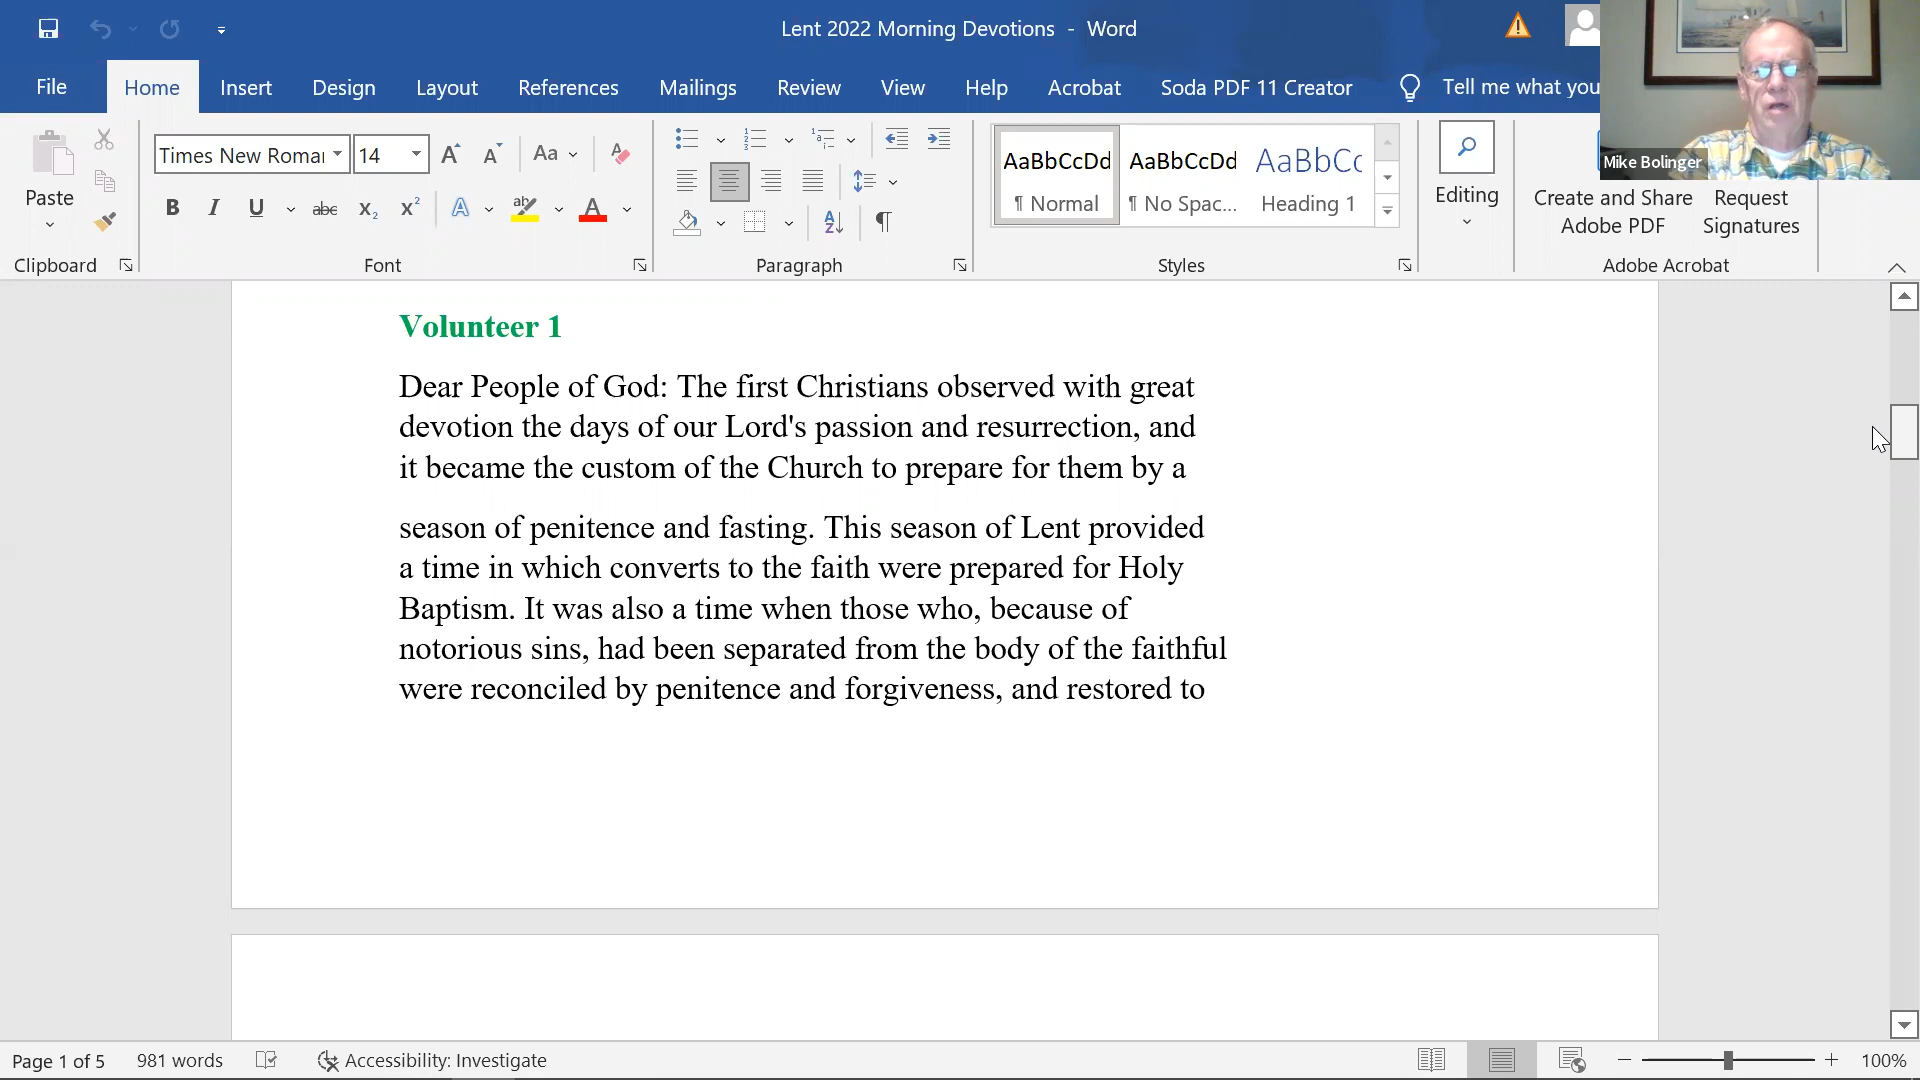 Lent 2022 Morning Devotions - Word
File Home Insert Design Layout References Mailings Review View Help Acrobat Soda PDF 11 Creator Tell me what you
Mike Bolinger
Paste
Clipboard
Times New Roman 14
Aa
B I U abc X₂ X² A ab A
Font
A Z ¶
Paragraph
AaBbCcDd AaBbCcDd AaBbCc
¶ Normal ¶ No Spac... Heading 1
Styles
Editing
Create and Share
Adobe PDF
Request
Signatures
Adobe Acrobat
Volunteer 1
Dear People of God: The first Christians observed with great
devotion the days of our Lord's passion and resurrection, and
it became the custom of the Church to prepare for them by a
season of penitence and fasting. This season of Lent provided
a time in which converts to the faith were prepared for Holy
Baptism. It was also a time when those who, because of
notorious sins, had been separated from the body of the faithful
were reconciled by penitence and forgiveness, and restored to
Page 1 of 5 981 words Accessibility: Investigate 100%